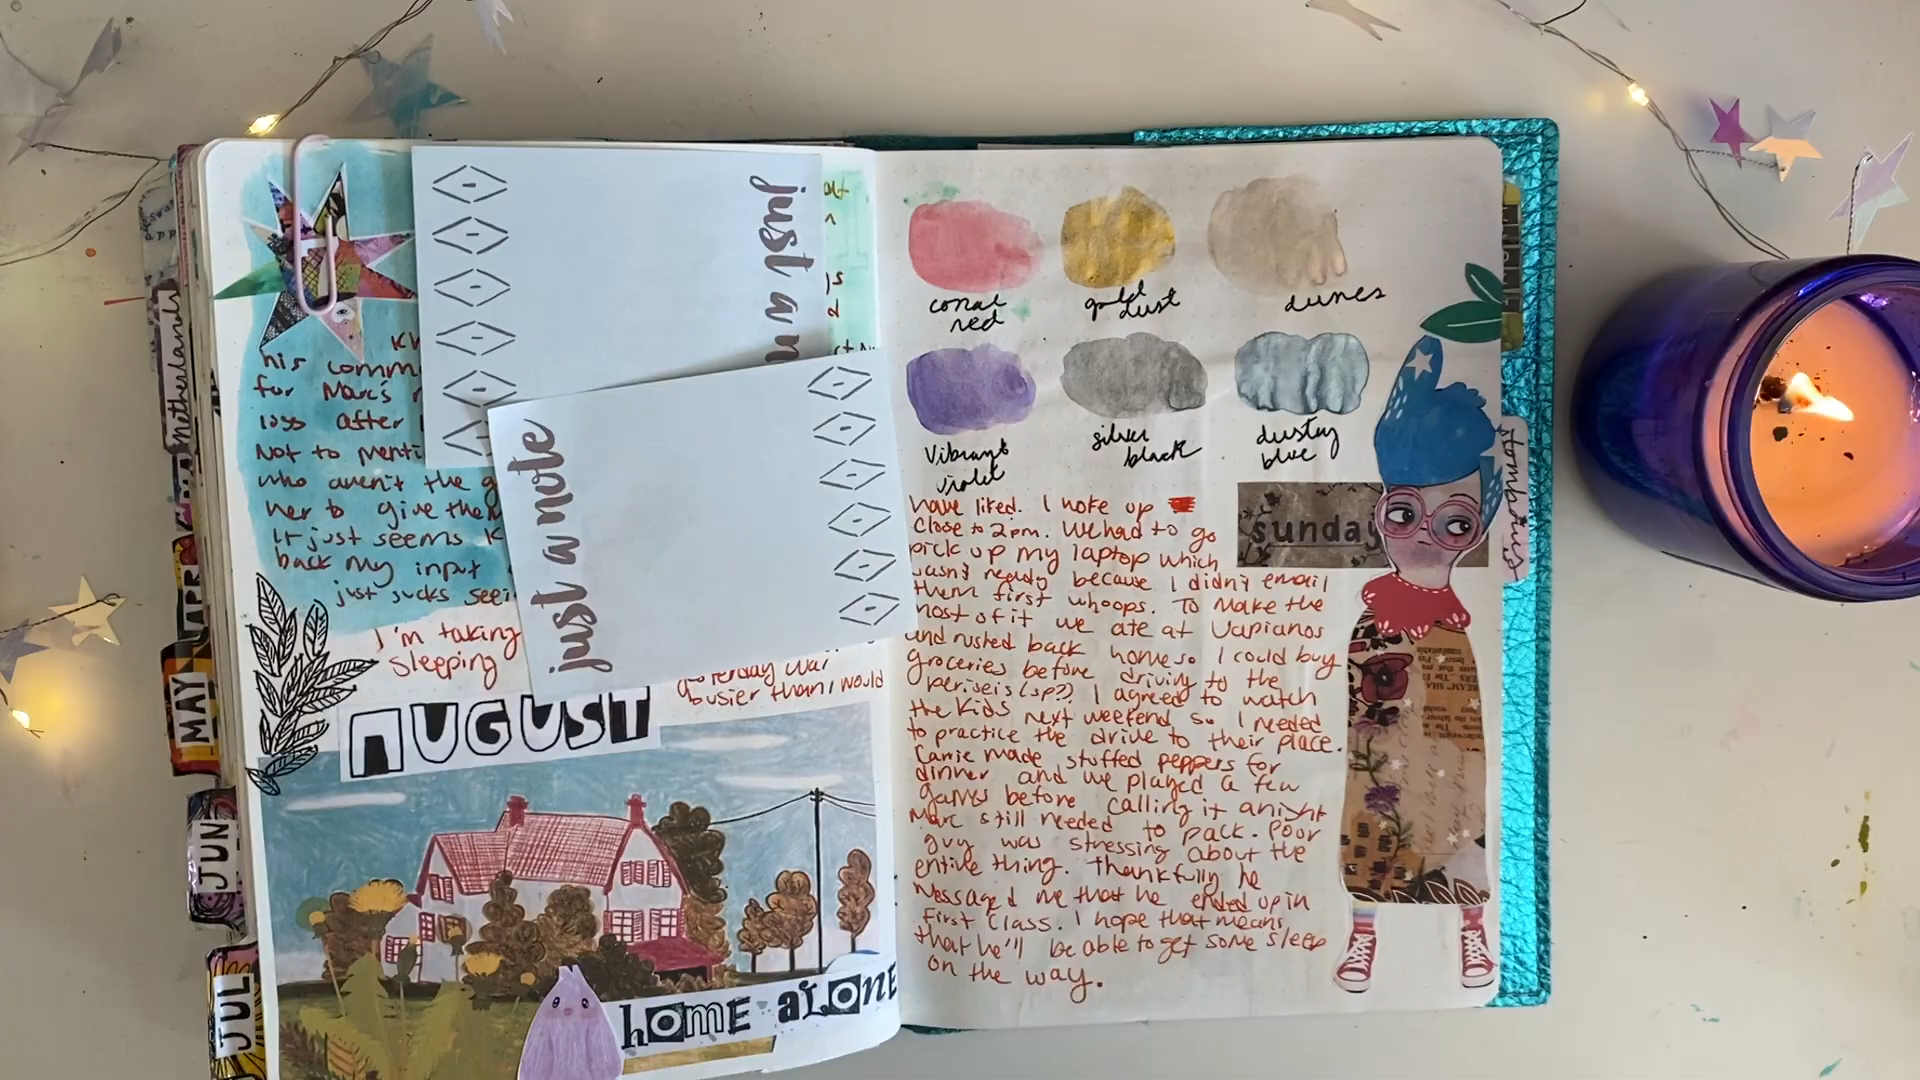 netherlands
APR
MAY
JUN
JUL
just a n
just a note
his comm
for Marc's
loss after
Not to menti
who aren't the g
her to give them
It just seems K
back my input
just sucks seei
I'm taking
sleeping
yesterday was
busier than I would
AUGUST
home alone
coral
red
gold
dust
dunes
Vibrant
violet
silver
black
dusty
blue
sunday
emotions
have liked. I woke up
close to 2pm. We had to go
pick up my laptop which
wasn't ready because I didn't email
them first whoops. To make the
most of it we ate at Vapianos
and rushed back home so I could buy
groceries before driving to the
periseis (sp??. I agreed to watch
the kids next weekend so I needed
to practice the drive to their place.
Carrie made stuffed peppers for
dinner and we played a few
games before calling it a night
Marc still needed to pack. Poor
guy was stressing about the
entire thing. Thankfully he
messaged me that he ended up in
first class. I hope that means
that he'll be able to get some sleep
on the way.